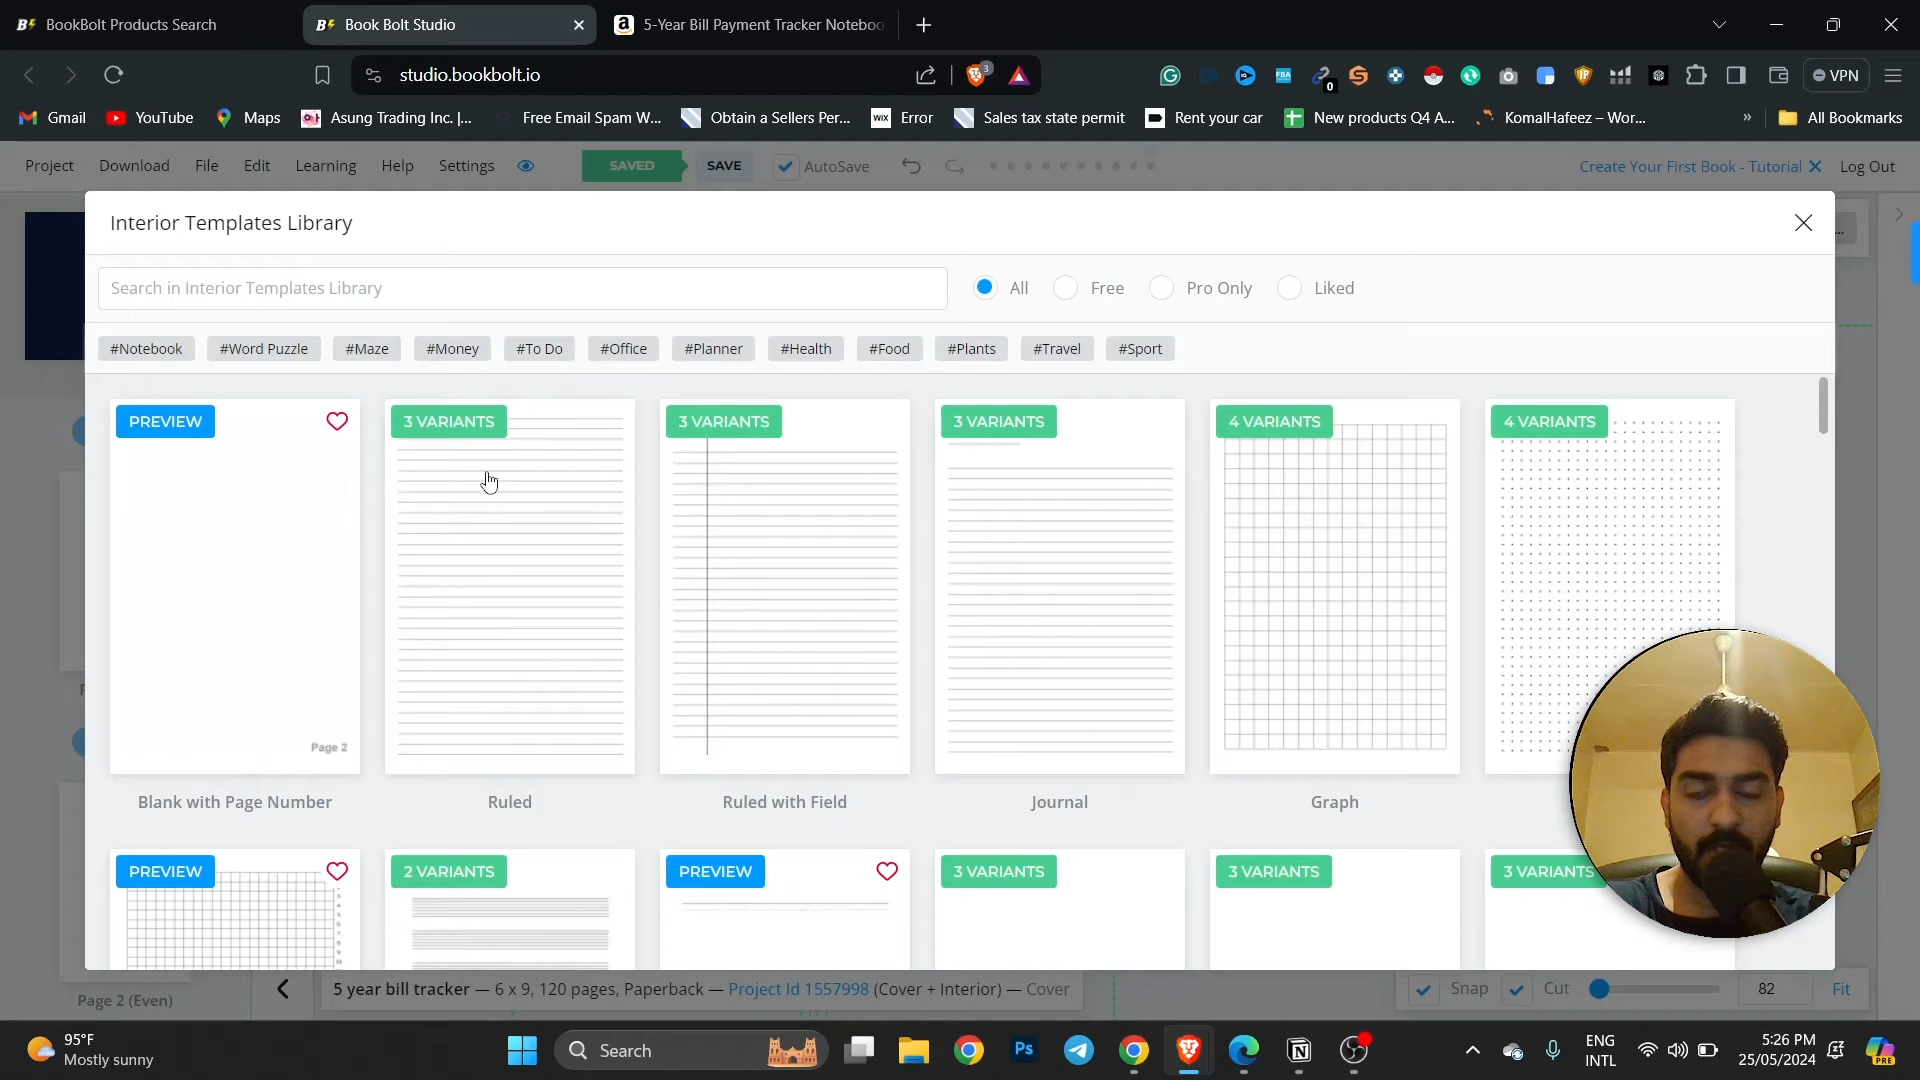 BookBolt Products Search
Book Bolt Studio
5-Year Bill Payment Tracker Noteboo
studio.bookbolt.io
3
0
VPN
Gmail
YouTube
Maps
Asung Trading Inc. |...
Free Email Spam W...
Obtain a Sellers Per...
WIX Error
Sales tax state permit
Rent your car
New products Q4 A...
KomalHafeez – Wor...
»
All Bookmarks
Project
Download
File
Edit
Learning
Help
Settings
SAVED
SAVE
AutoSave
Create Your First Book - Tutorial
Log Out
Interior Templates Library
Search in Interior Templates Library
All
Free
Pro Only
Liked
#Notebook
#Word Puzzle
#Maze
#Money
#To Do
#Office
#Planner
#Health
#Food
#Plants
#Travel
#Sport
PREVIEW
3 VARIANTS
3 VARIANTS
3 VARIANTS
4 VARIANTS
4 VARIANTS
Page 2
Blank with Page Number
Ruled
Ruled with Field
Journal
Graph
PREVIEW
2 VARIANTS
PREVIEW
3 VARIANTS
3 VARIANTS
3 VARIANTS
Page 2 (Even)
5 year bill tracker — 6 x 9, 120 pages, Paperback — Project Id 1557998 (Cover + Interior) — Cover
Snap
Cut
82
Fit
95°F
Mostly sunny
Search
Ps
ENG
INTL
5:26 PM
25/05/2024
PRE